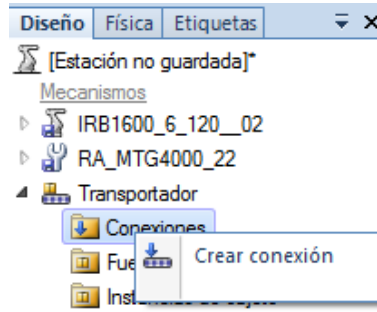 Diseño Física Etiquetas
[Estación no guardada]*
Mecanismos
IRB1600_6_120__02
RA_MTG4000_22
Transportador
Conexiones
Crear conexión